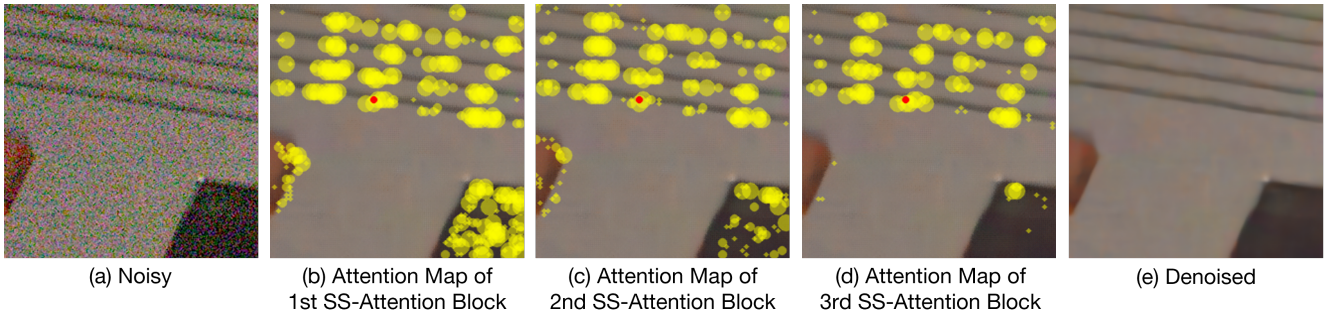 (a) Noisy
(b) Attention Map of
1st SS-Attention Block
(c) Attention Map of
2nd SS-Attention Block
(d) Attention Map of
3rd SS-Attention Block
(e) Denoised